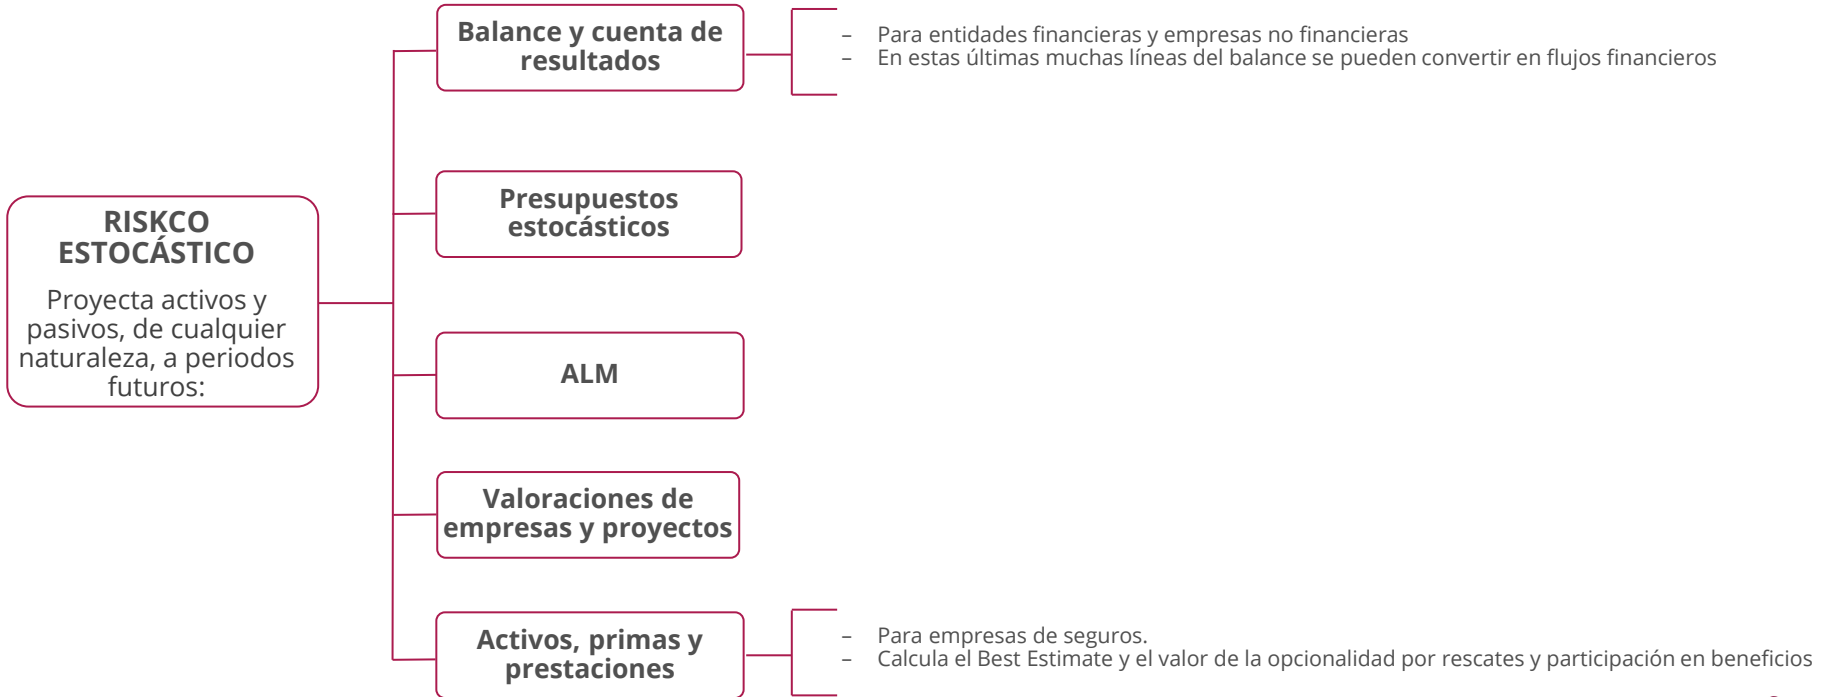 RISKCO
ESTOCÁSTICO
Proyecta activos y
pasivos, de cualquier
naturaleza, a periodos
futuros:
Balance y cuenta de
resultados
– Para entidades financieras y empresas no financieras
– En estas últimas muchas líneas del balance se pueden convertir en flujos financieros
Presupuestos
estocásticos
ALM
Valoraciones de
empresas y proyectos
Activos, primas y
prestaciones
– Para empresas de seguros.
– Calcula el Best Estimate y el valor de la opcionalidad por rescates y participación en beneficios